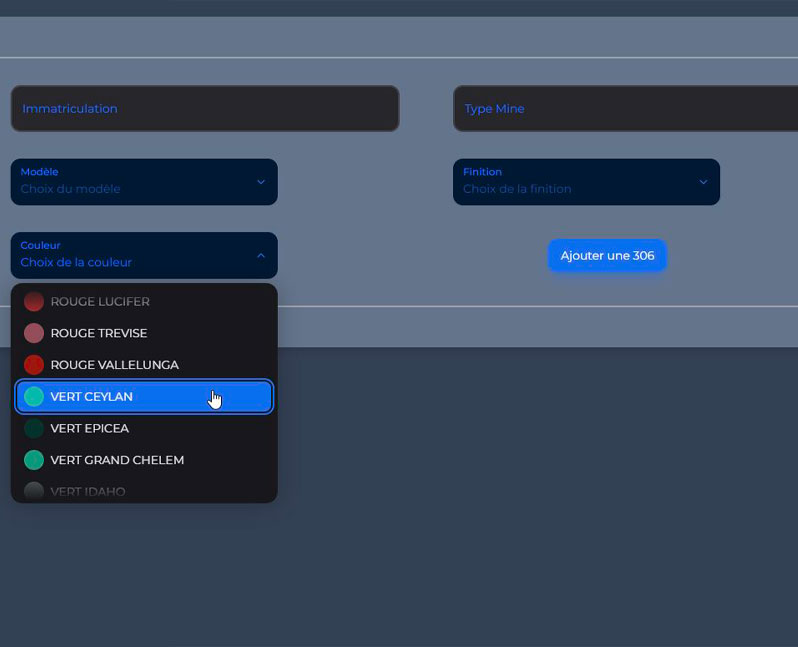 Immatriculation
Type Mine
Modèle
Choix du modèle
Finition
Choix de la finition
Couleur
Choix de la couleur
Ajouter une 306
ROUGE LUCIFER
ROUGE TREVISE
ROUGE VALLELUNGA
VERT CEYLAN
VERT EPICEA
VERT GRAND CHELEM
VERT IDAHO